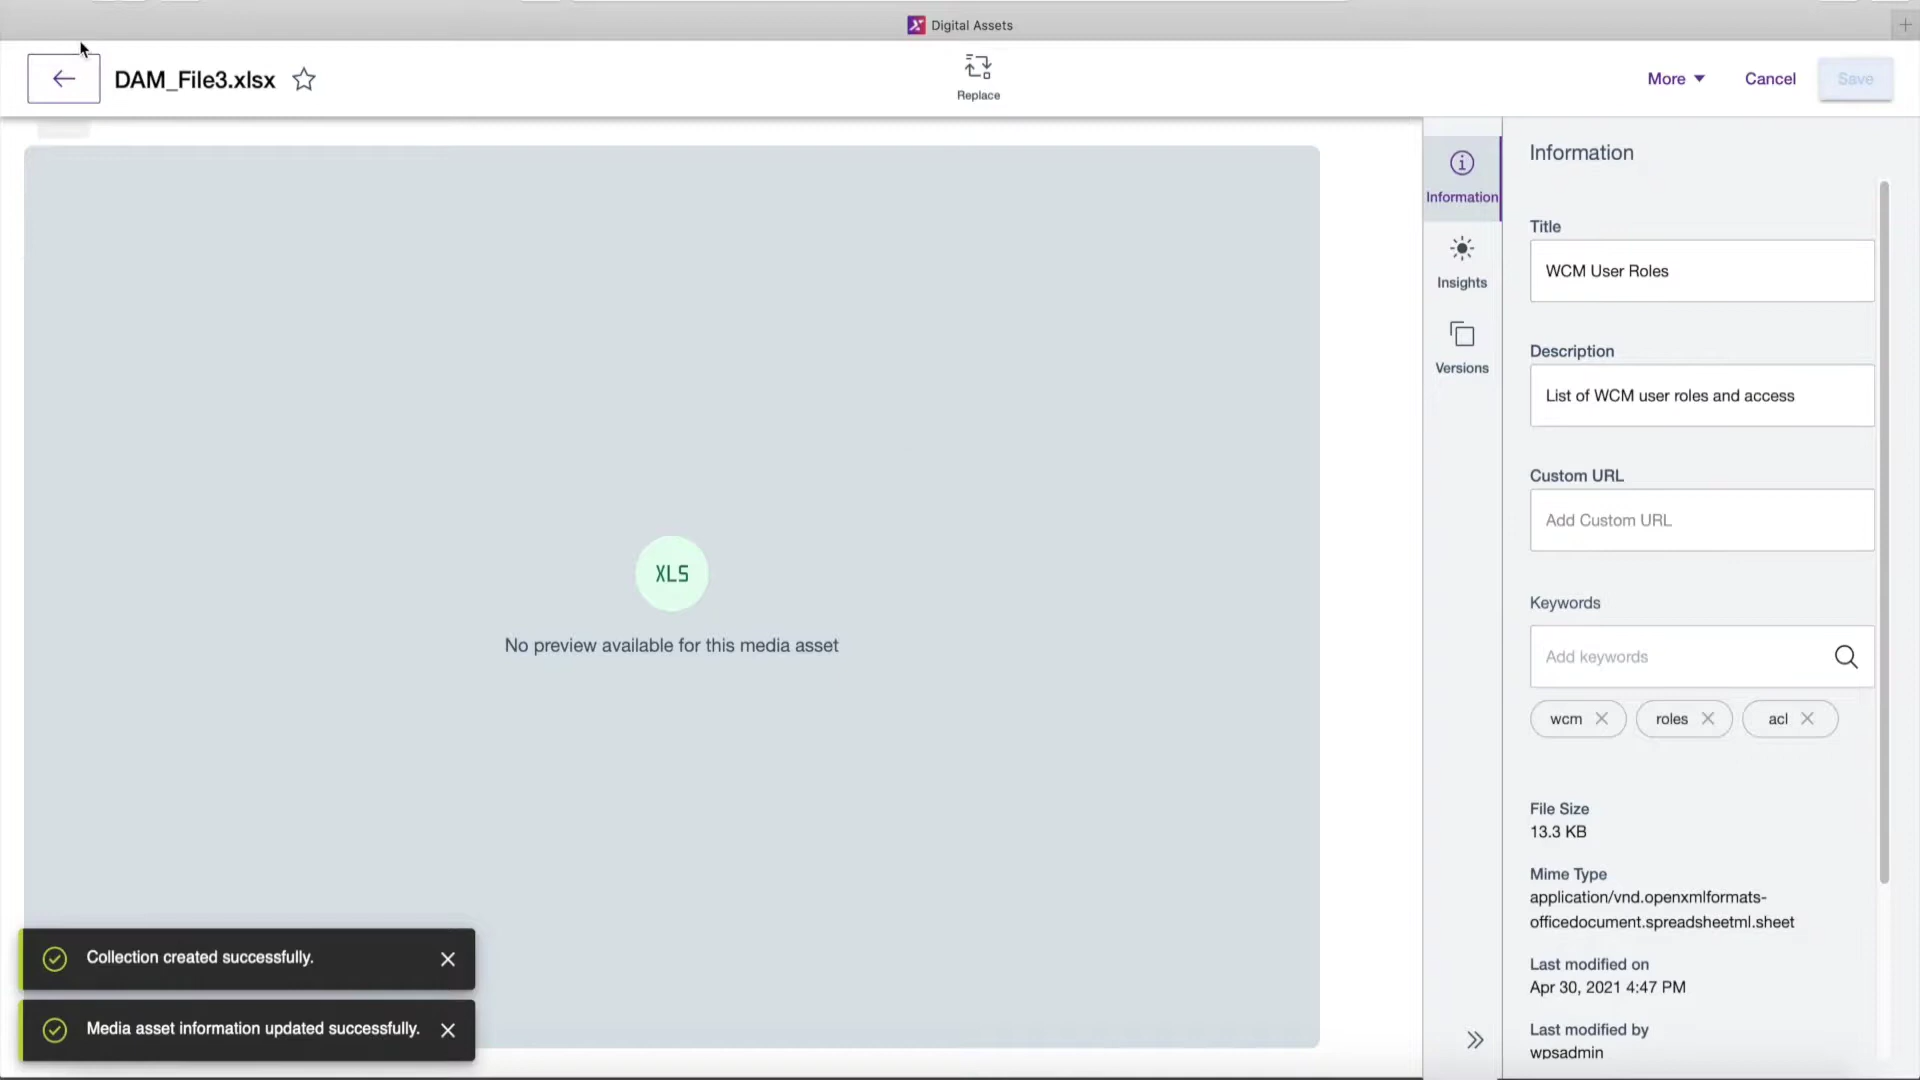 Digital Assets
DAM_File3.xlsx
Replace
More
Cancel
Save
Information
Insights
Versions
Information
Title
WCM User Roles
Description
List of WCM user roles and access
Custom URL
Add Custom URL
Keywords
Add keywords
wcm
roles
acl
File Size
13.3 KB
Mime Type
application/vnd.openxmlformats-
officedocument.spreadsheetml.sheet
Last modified on
Apr 30, 2021 4:47 PM
Last modified by
wpsadmin
XLS
No preview available for this media asset
Collection created successfully.
Media asset information updated successfully.